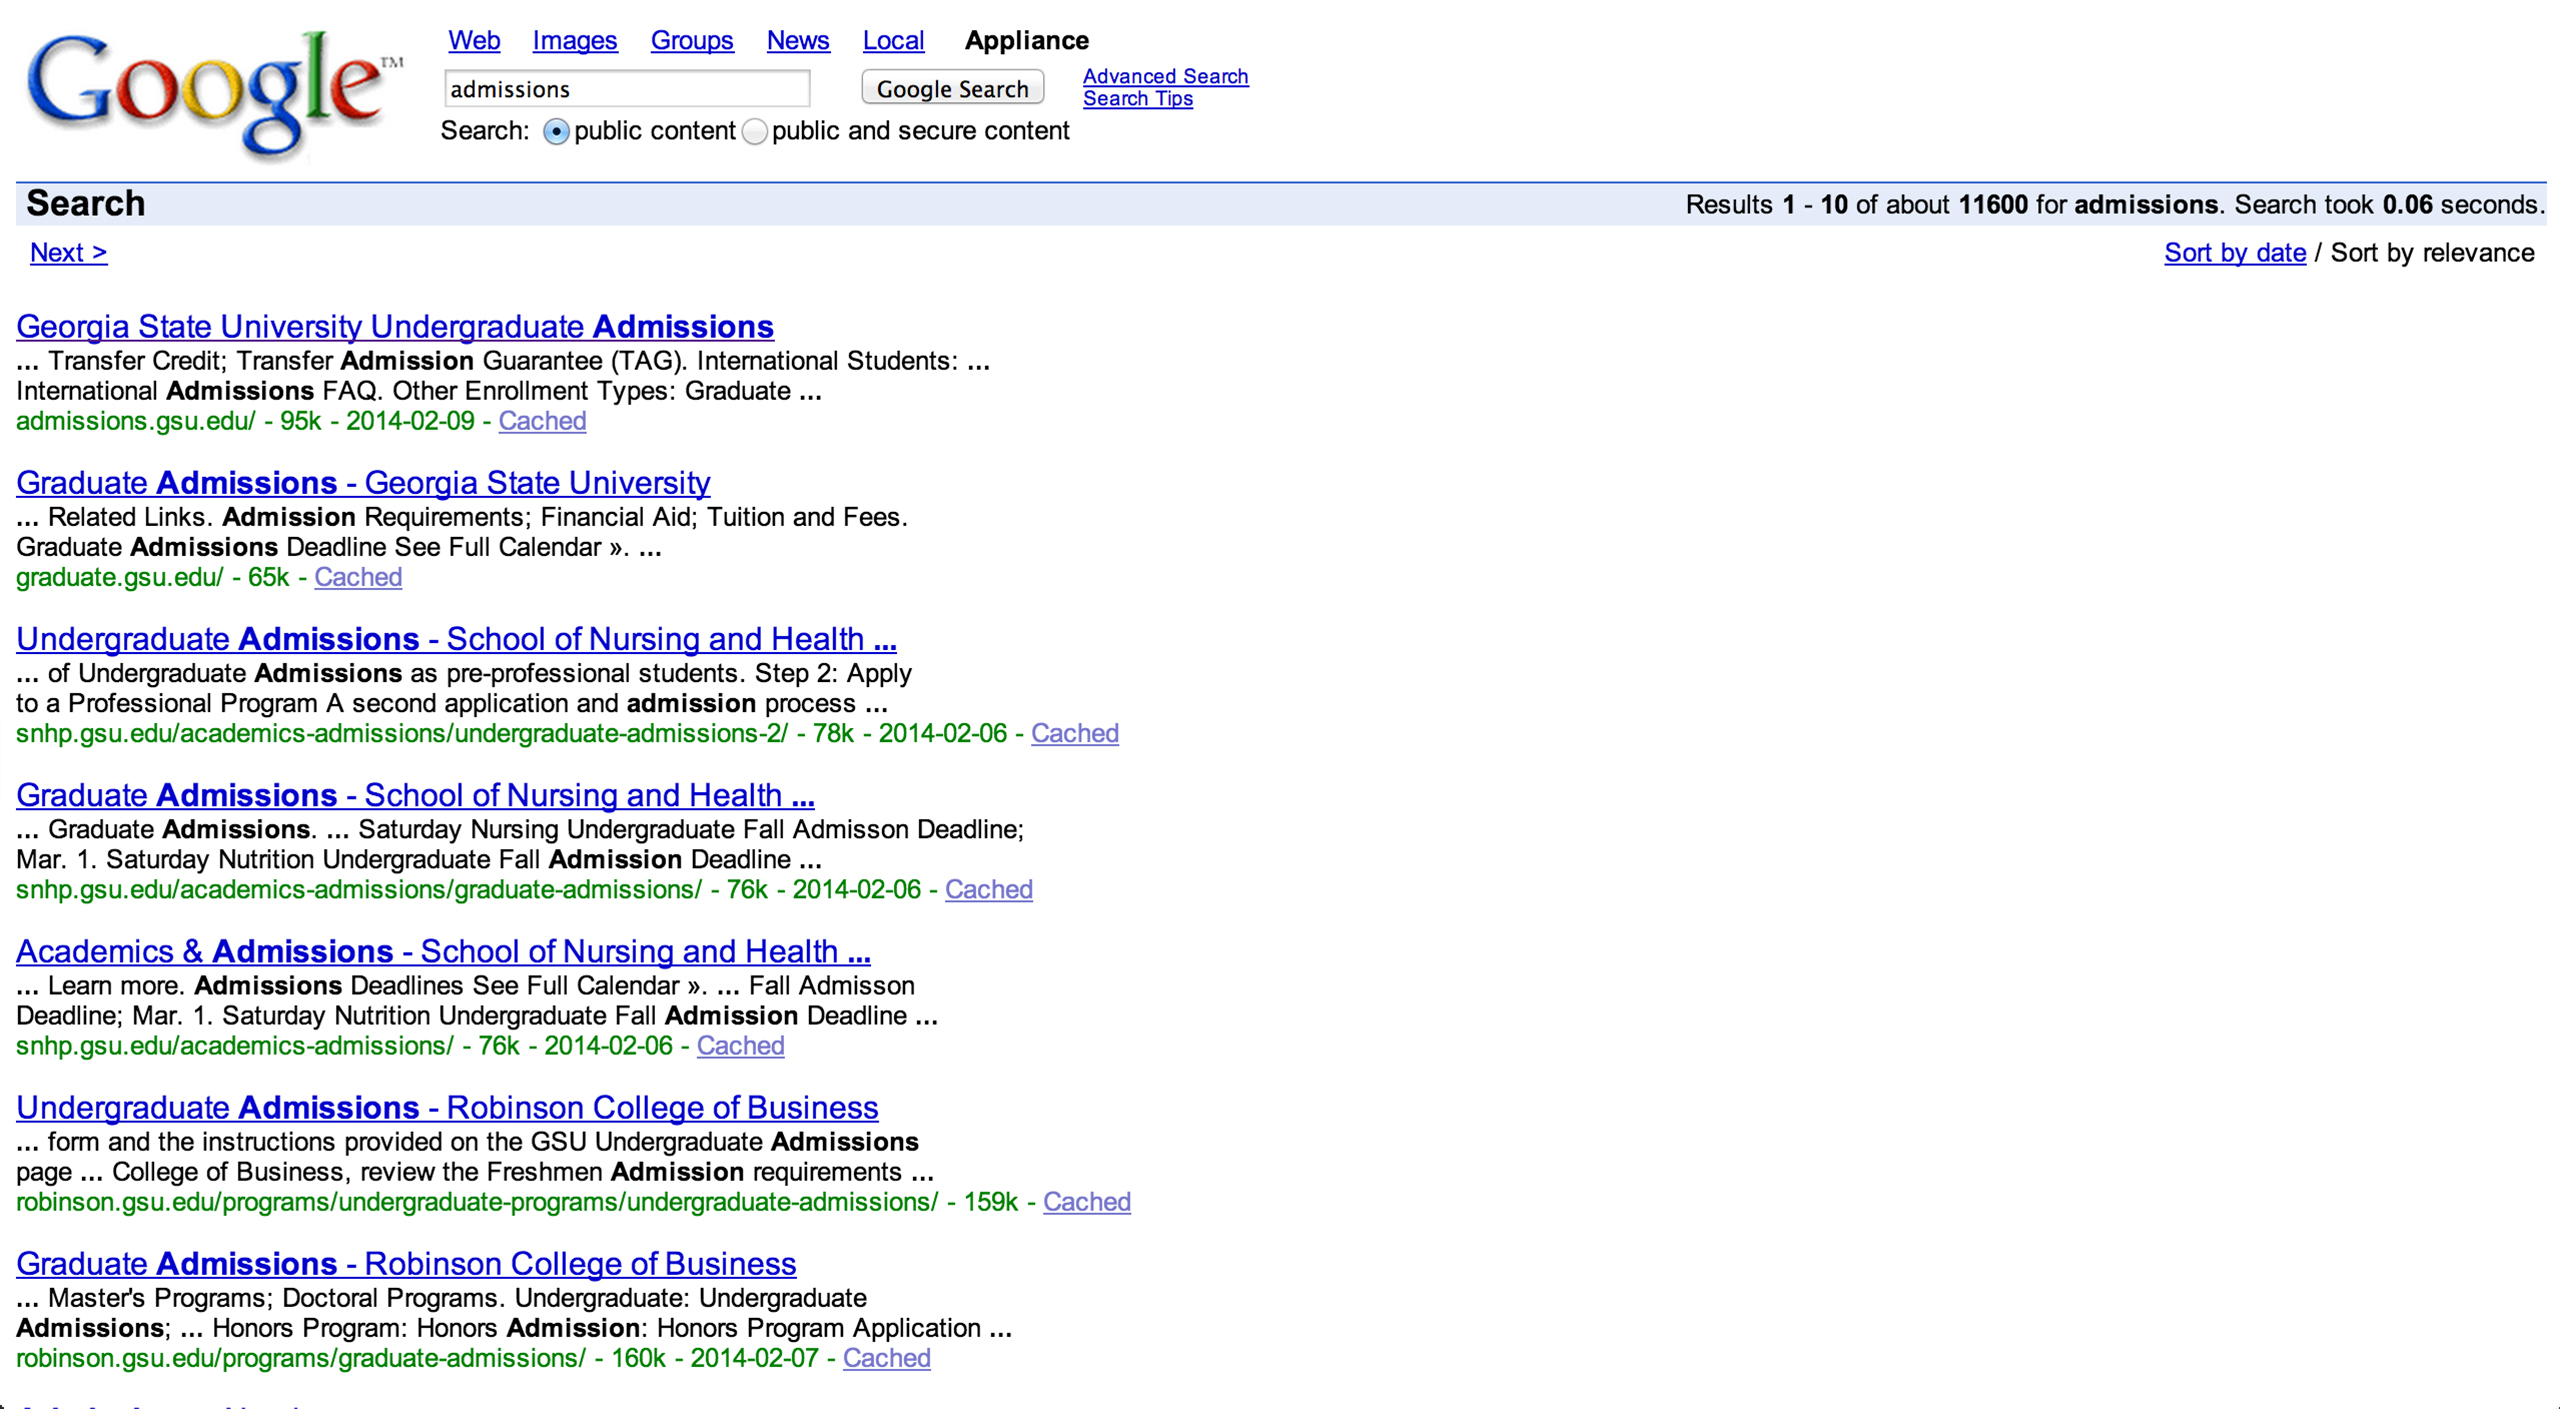 Google™
Web Images Groups News Local Appliance
admissions Google Search Advanced Search
Search Tips
Search: public content public and secure content
Search Results 1 - 10 of about 11600 for admissions. Search took 0.06 seconds.
Next > Sort by date / Sort by relevance
Georgia State University Undergraduate Admissions
... Transfer Credit; Transfer Admission Guarantee (TAG). International Students: ...
International Admissions FAQ. Other Enrollment Types: Graduate ...
admissions.gsu.edu/ - 95k - 2014-02-09 - Cached
Graduate Admissions - Georgia State University
... Related Links. Admission Requirements; Financial Aid; Tuition and Fees.
Graduate Admissions Deadline See Full Calendar ». ...
graduate.gsu.edu/ - 65k - Cached
Undergraduate Admissions - School of Nursing and Health ...
... of Undergraduate Admissions as pre-professional students. Step 2: Apply
to a Professional Program A second application and admission process ...
snhp.gsu.edu/academics-admissions/undergraduate-admissions-2/ - 78k - 2014-02-06 - Cached
Graduate Admissions - School of Nursing and Health ...
... Graduate Admissions. ... Saturday Nursing Undergraduate Fall Admisson Deadline;
Mar. 1. Saturday Nutrition Undergraduate Fall Admission Deadline ...
snhp.gsu.edu/academics-admissions/graduate-admissions/ - 76k - 2014-02-06 - Cached
Academics & Admissions - School of Nursing and Health ...
... Learn more. Admissions Deadlines See Full Calendar ». ... Fall Admisson
Deadline; Mar. 1. Saturday Nutrition Undergraduate Fall Admission Deadline ...
snhp.gsu.edu/academics-admissions/ - 76k - 2014-02-06 - Cached
Undergraduate Admissions - Robinson College of Business
... form and the instructions provided on the GSU Undergraduate Admissions
page ... College of Business, review the Freshmen Admission requirements ...
robinson.gsu.edu/programs/undergraduate-programs/undergraduate-admissions/ - 159k - Cached
Graduate Admissions - Robinson College of Business
... Master's Programs; Doctoral Programs. Undergraduate: Undergraduate
Admissions; ... Honors Program: Honors Admission: Honors Program Application ...
robinson.gsu.edu/programs/graduate-admissions/ - 160k - 2014-02-07 - Cached